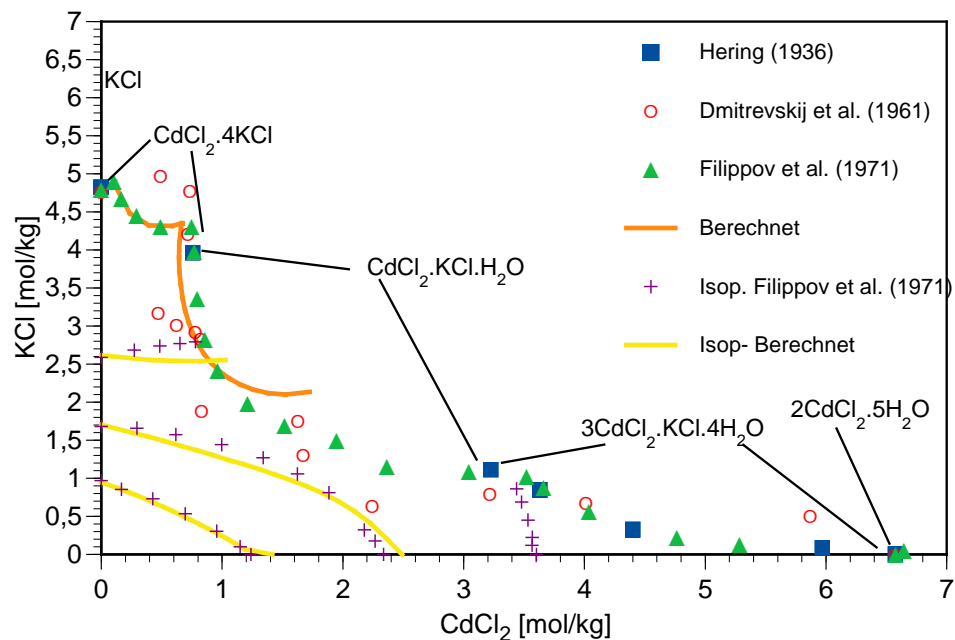 7
6,5
6
5,5
5
4,5
4
3,5
3
2,5
2
1,5
1
0,5
0
KCl [mol/kg]
0 1 2 3 4 5 6 7
CdCl₂ [mol/kg]
KCl
CdCl₂.4KCl
CdCl₂.KCl.H₂O
3CdCl₂.KCl.4H₂O
2CdCl₂.5H₂O
Hering (1936)
Dmitrevskij et al. (1961)
Filippov et al. (1971)
Berechnet
Isop. Filippov et al. (1971)
Isop- Berechnet